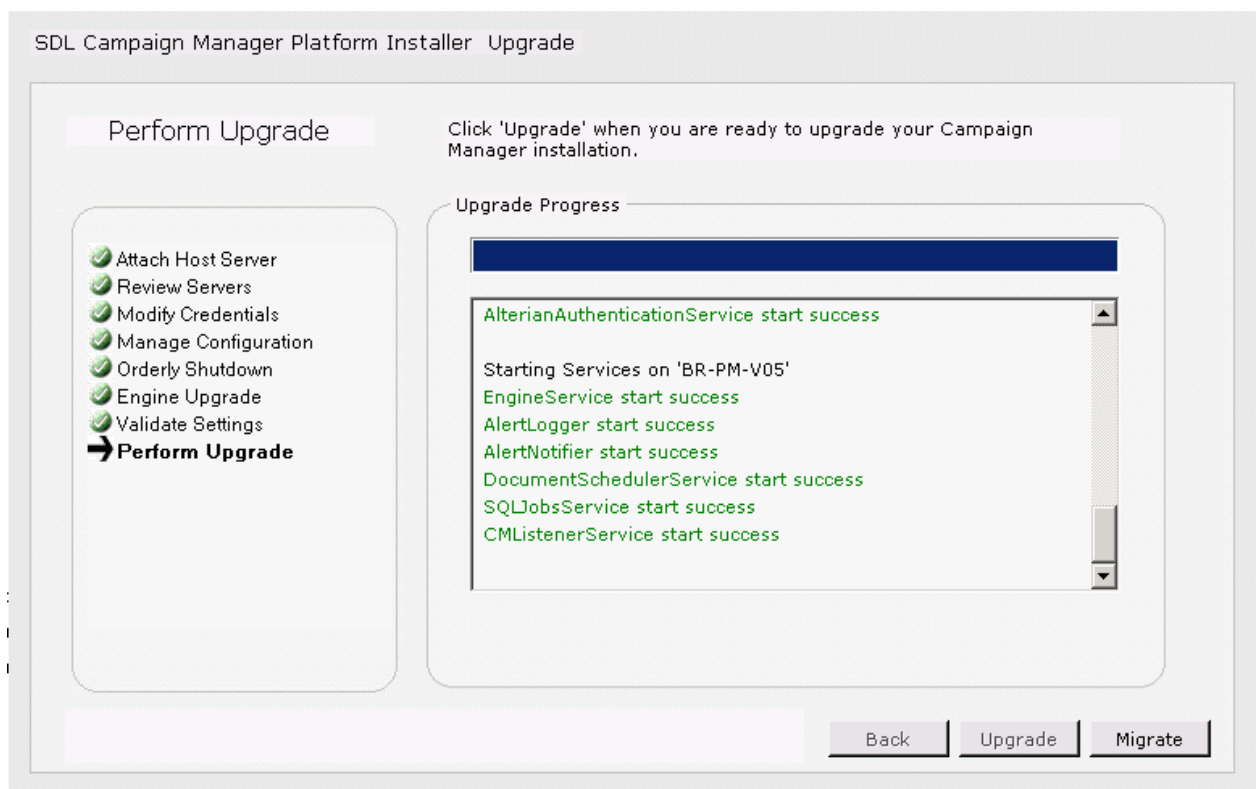 SDL Campaign Manager Platform Installer Upgrade
Perform Upgrade
Click 'Upgrade' when you are ready to upgrade your Campaign
Manager installation.
Attach Host Server
Review Servers
Modify Credentials
Manage Configuration
Orderly Shutdown
Engine Upgrade
Validate Settings
Perform Upgrade
Upgrade Progress
AlterianAuthenticationService start success
Starting Services on 'BR-PM-V05'
EngineService start success
AlertLogger start success
AlertNotifier start success
DocumentSchedulerService start success
SQLJobsService start success
CMListenerService start success
Back
Upgrade
Migrate